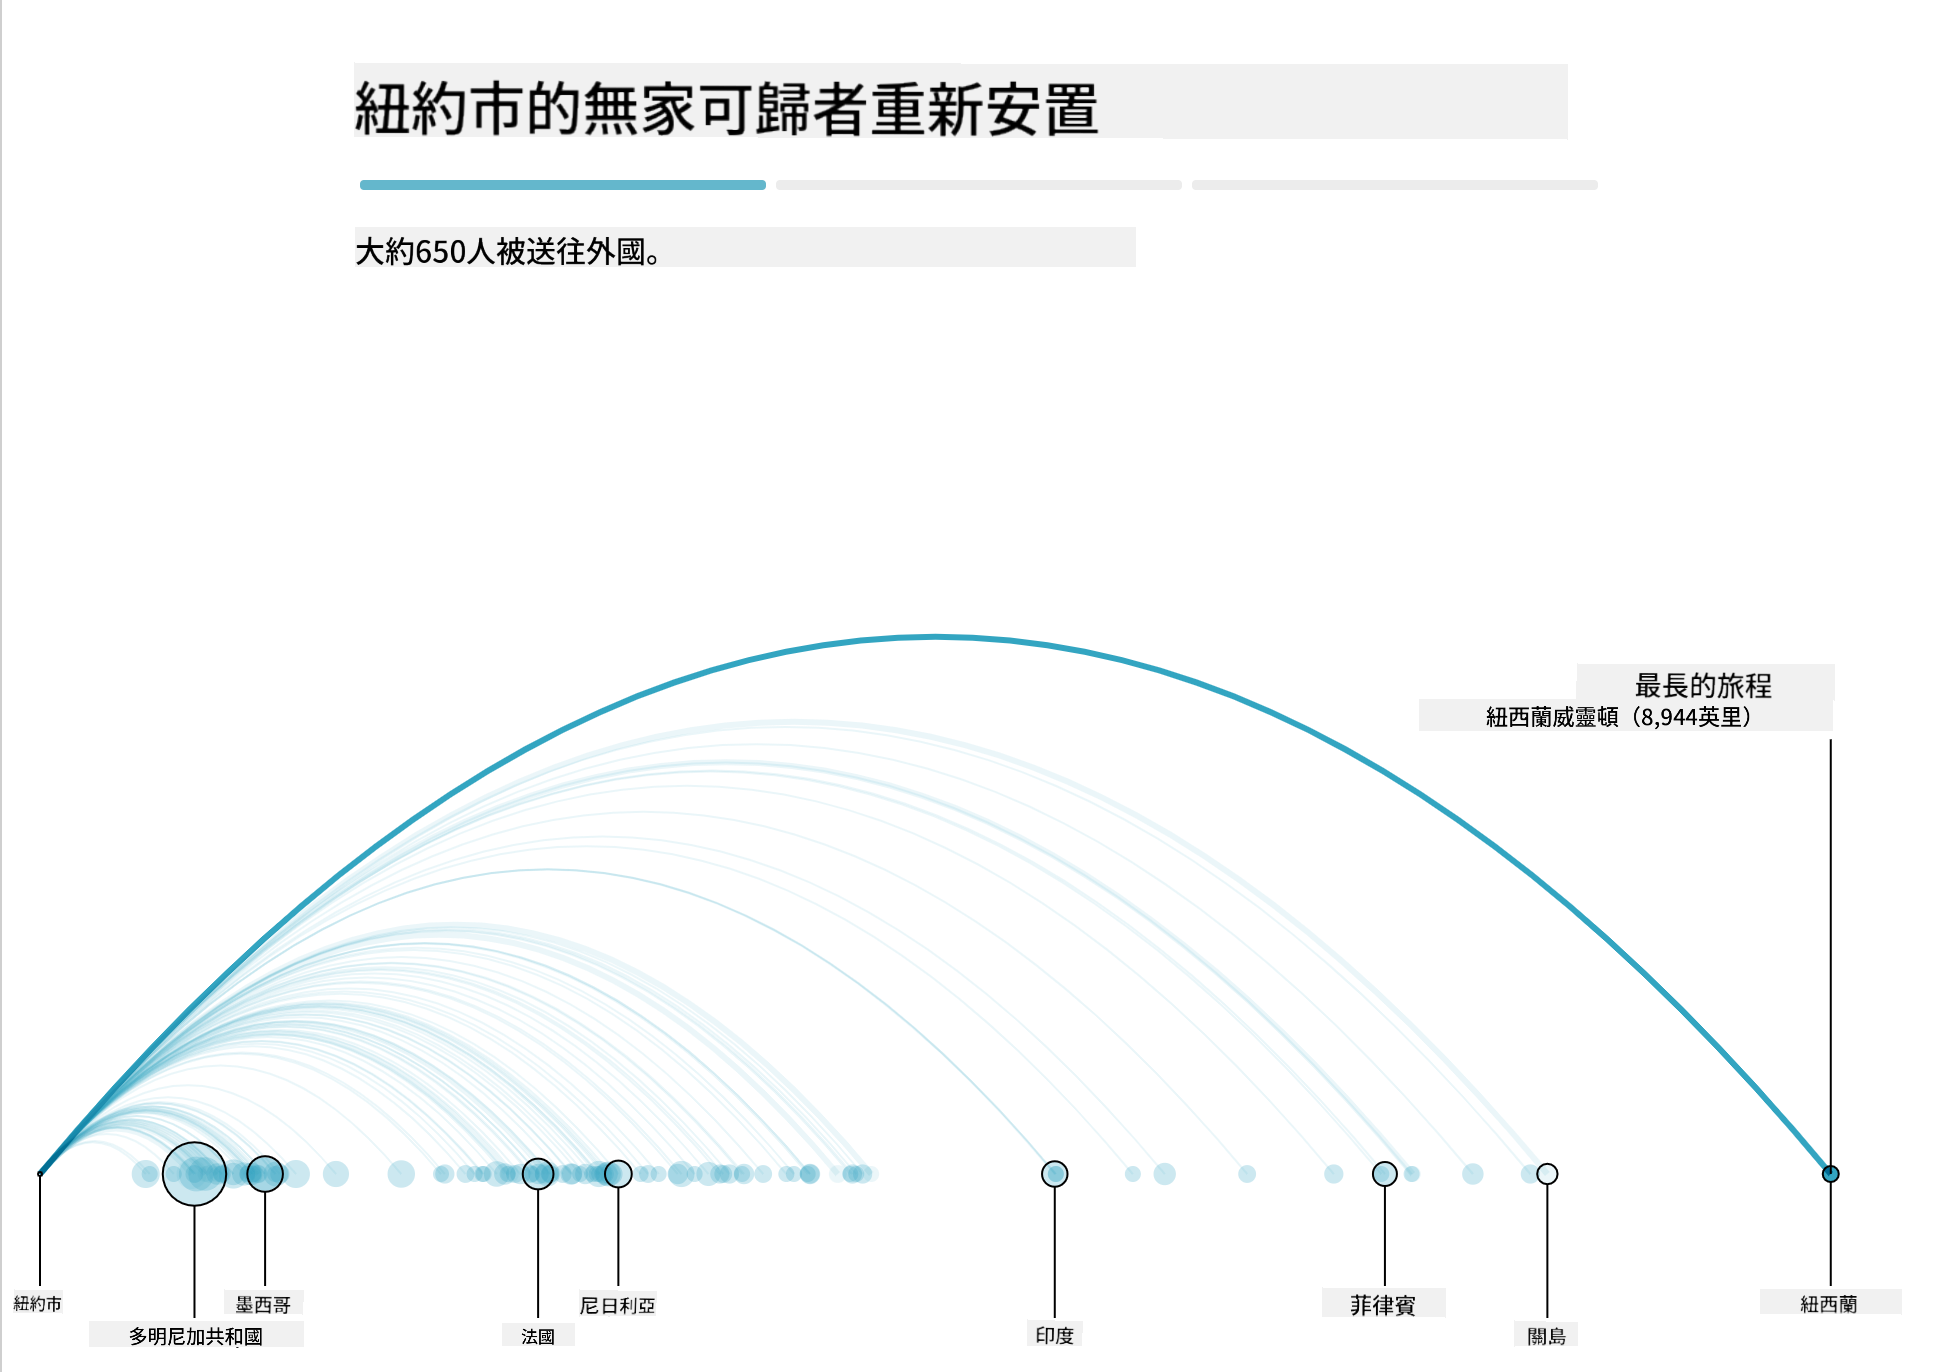 紐約市的無家可歸者重新安置
大約650人被送往外國。
最長的旅程
紐西蘭威靈頓（8,944英里）
紐約市
多明尼加共和國
墨西哥
法國
尼日利亞
印度
菲律賓
關島
紐西蘭